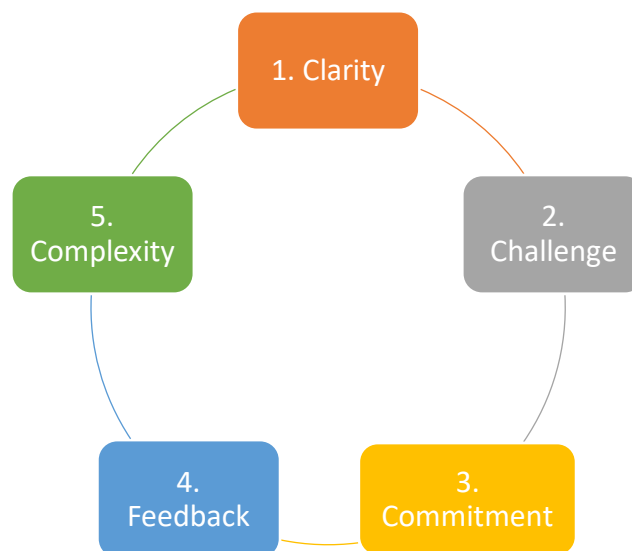 1. Clarity
2.
Challenge
3.
Commitment
4.
Feedback
5.
Complexity